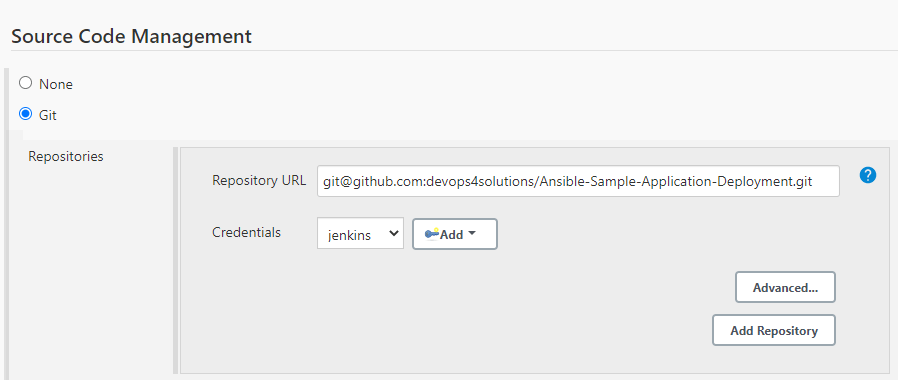 Source Code Management
None
Git
Repositories
Repository URL git@github.com:devops4solutions/Ansible-Sample-Application-Deployment.git ?
Credentials jenkins Add
Advanced...
Add Repository